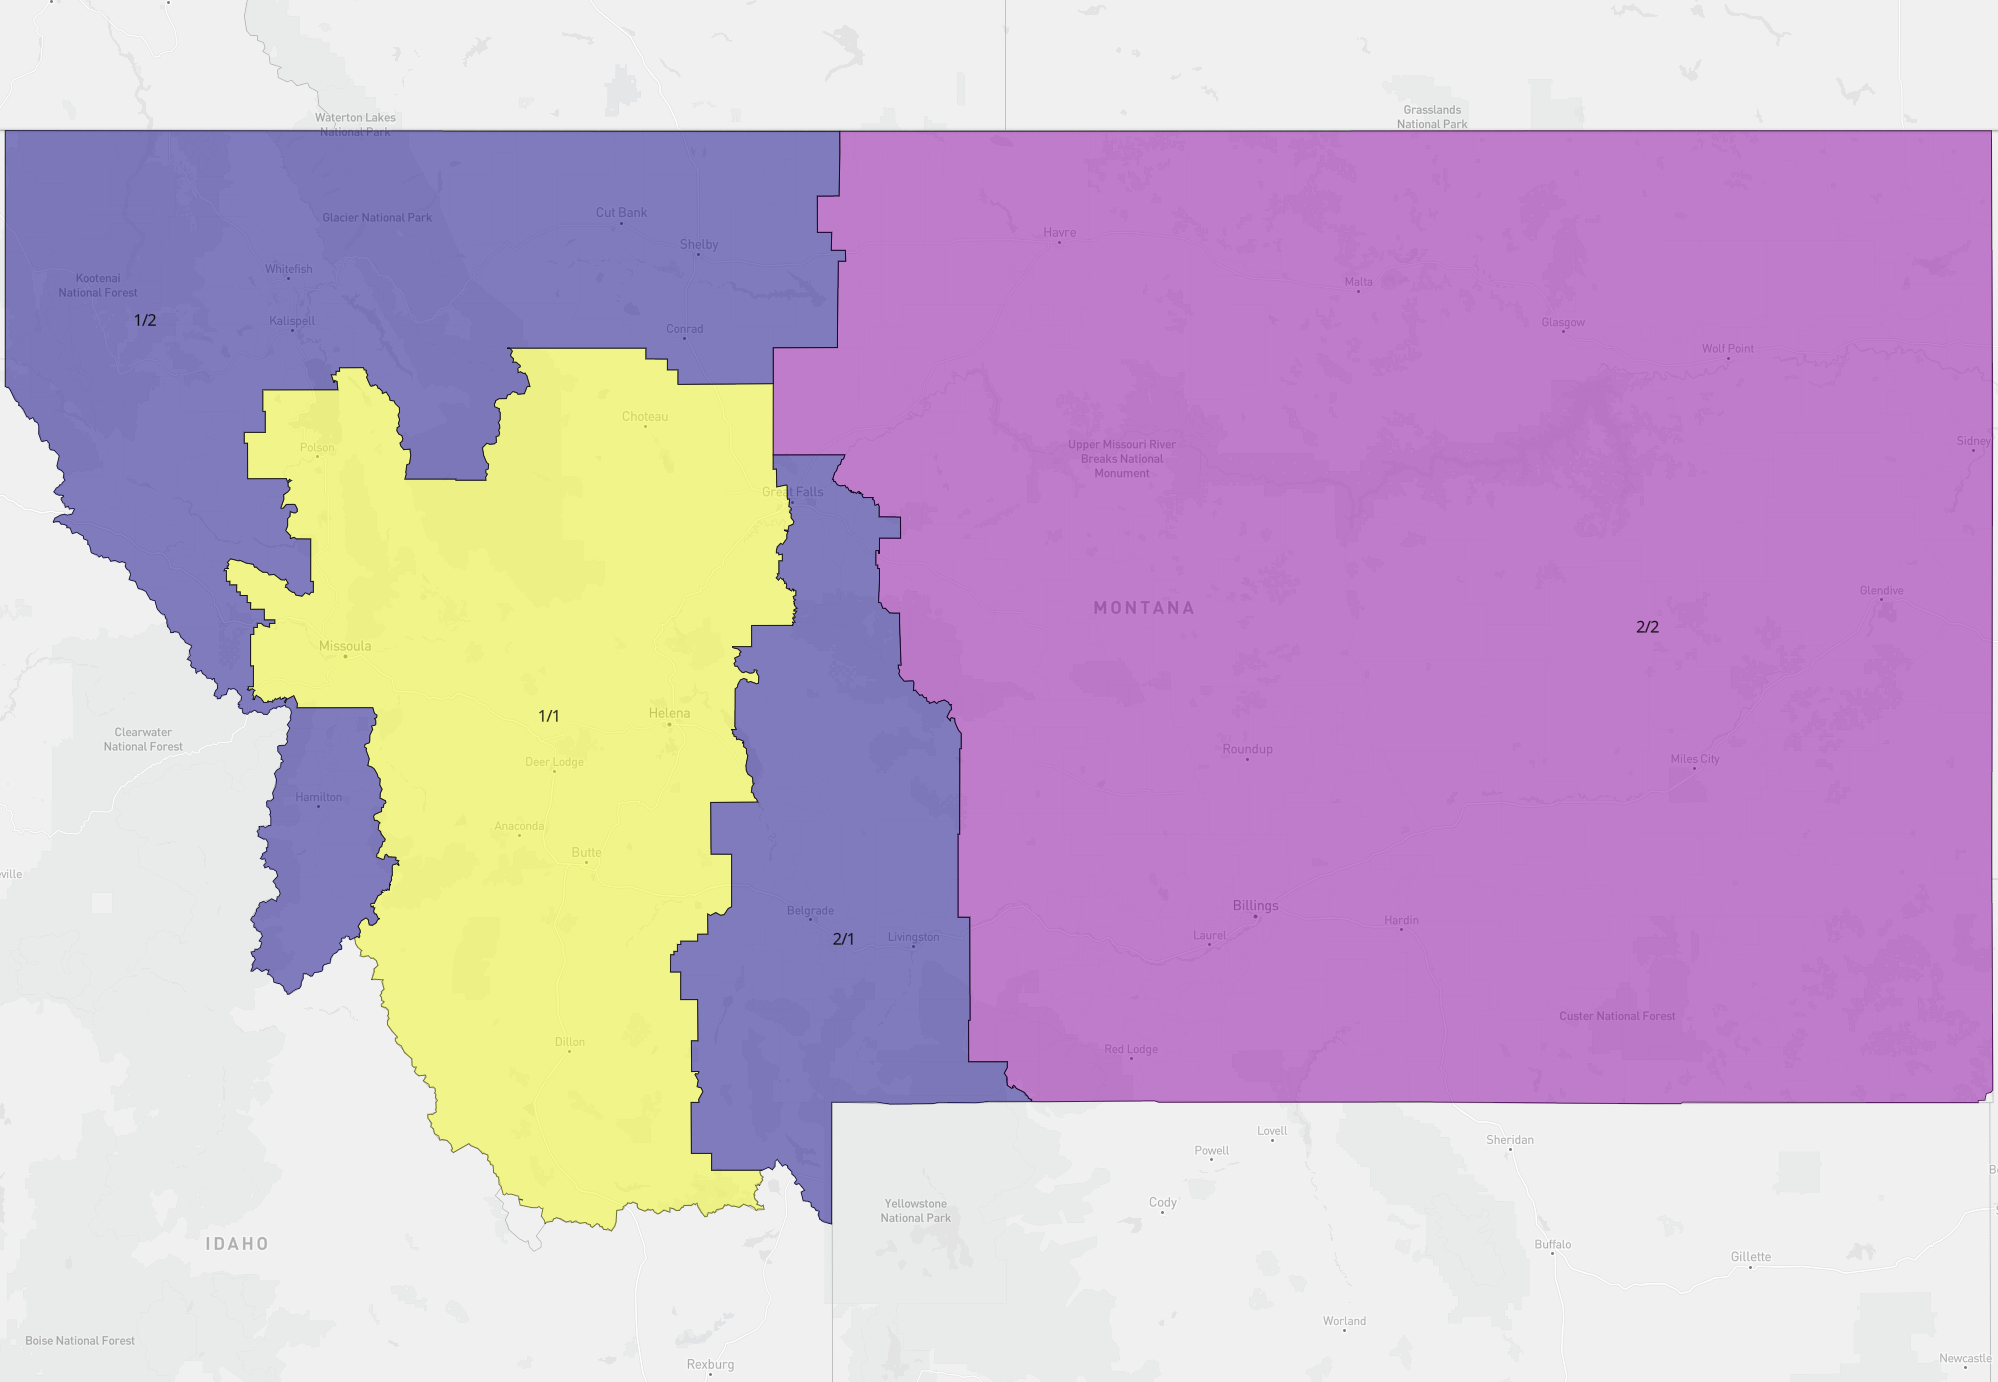 Waterton Lakes
National Park
Grasslands
National Park
Glacier National Park
Cut Bank
Shelby
Havre
Whitefish
Kootenai
National Forest
1/2
Kalispell
Conrad
Malta
Glasgow
Wolf Point
Choteau
Polson
Upper Missouri River
Breaks National
Monument
Sidney
Great Falls
MONTANA
Glendive
2/2
Missoula
1/1
Helena
Clearwater
National Forest
Deer Lodge
Roundup
Miles City
Hamilton
Anaconda
Butte
eville
Belgrade
2/1
Livingston
Billings
Laurel
Hardin
Custer National Forest
Dillon
Red Lodge
Lovell
Powell
Sheridan
Yellowstone
National Park
Cody
IDAHO
Buffalo
Gillette
Boise National Forest
Worland
Rexburg
Newcastle